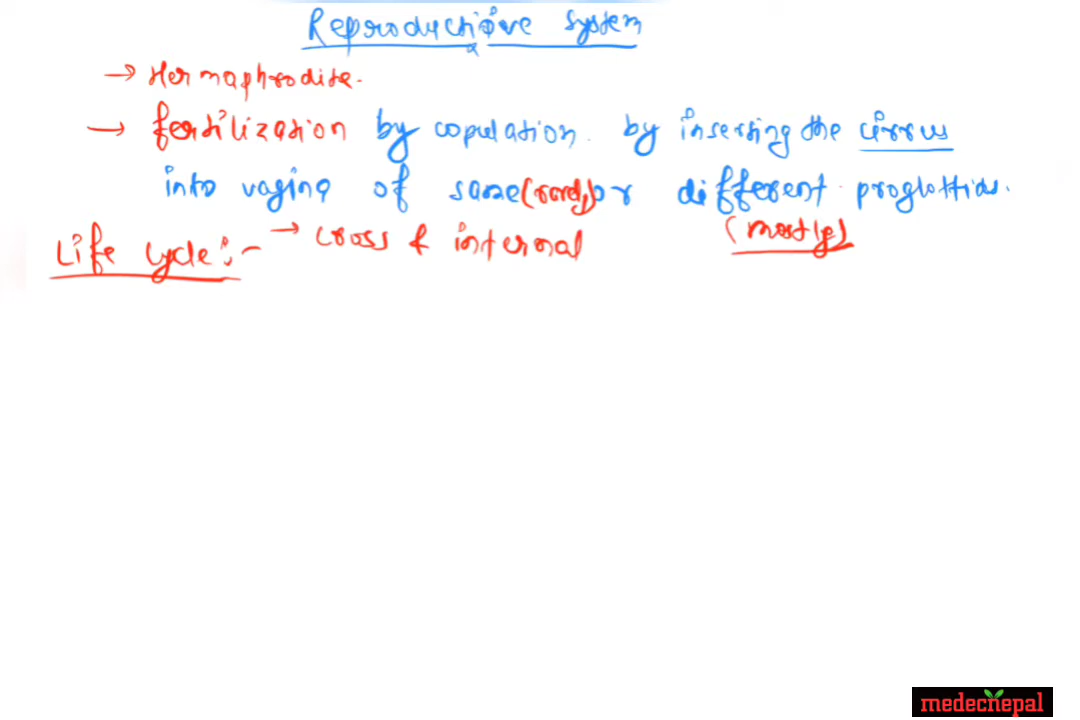 Reproductive System
→ Hermaphrodite.
→ fertilization by copulation. by inserting the cirrus
into vagina of same (rarely) or different proglottids.
(mostly)
Life cycle:- → cross & internal
medecnepal